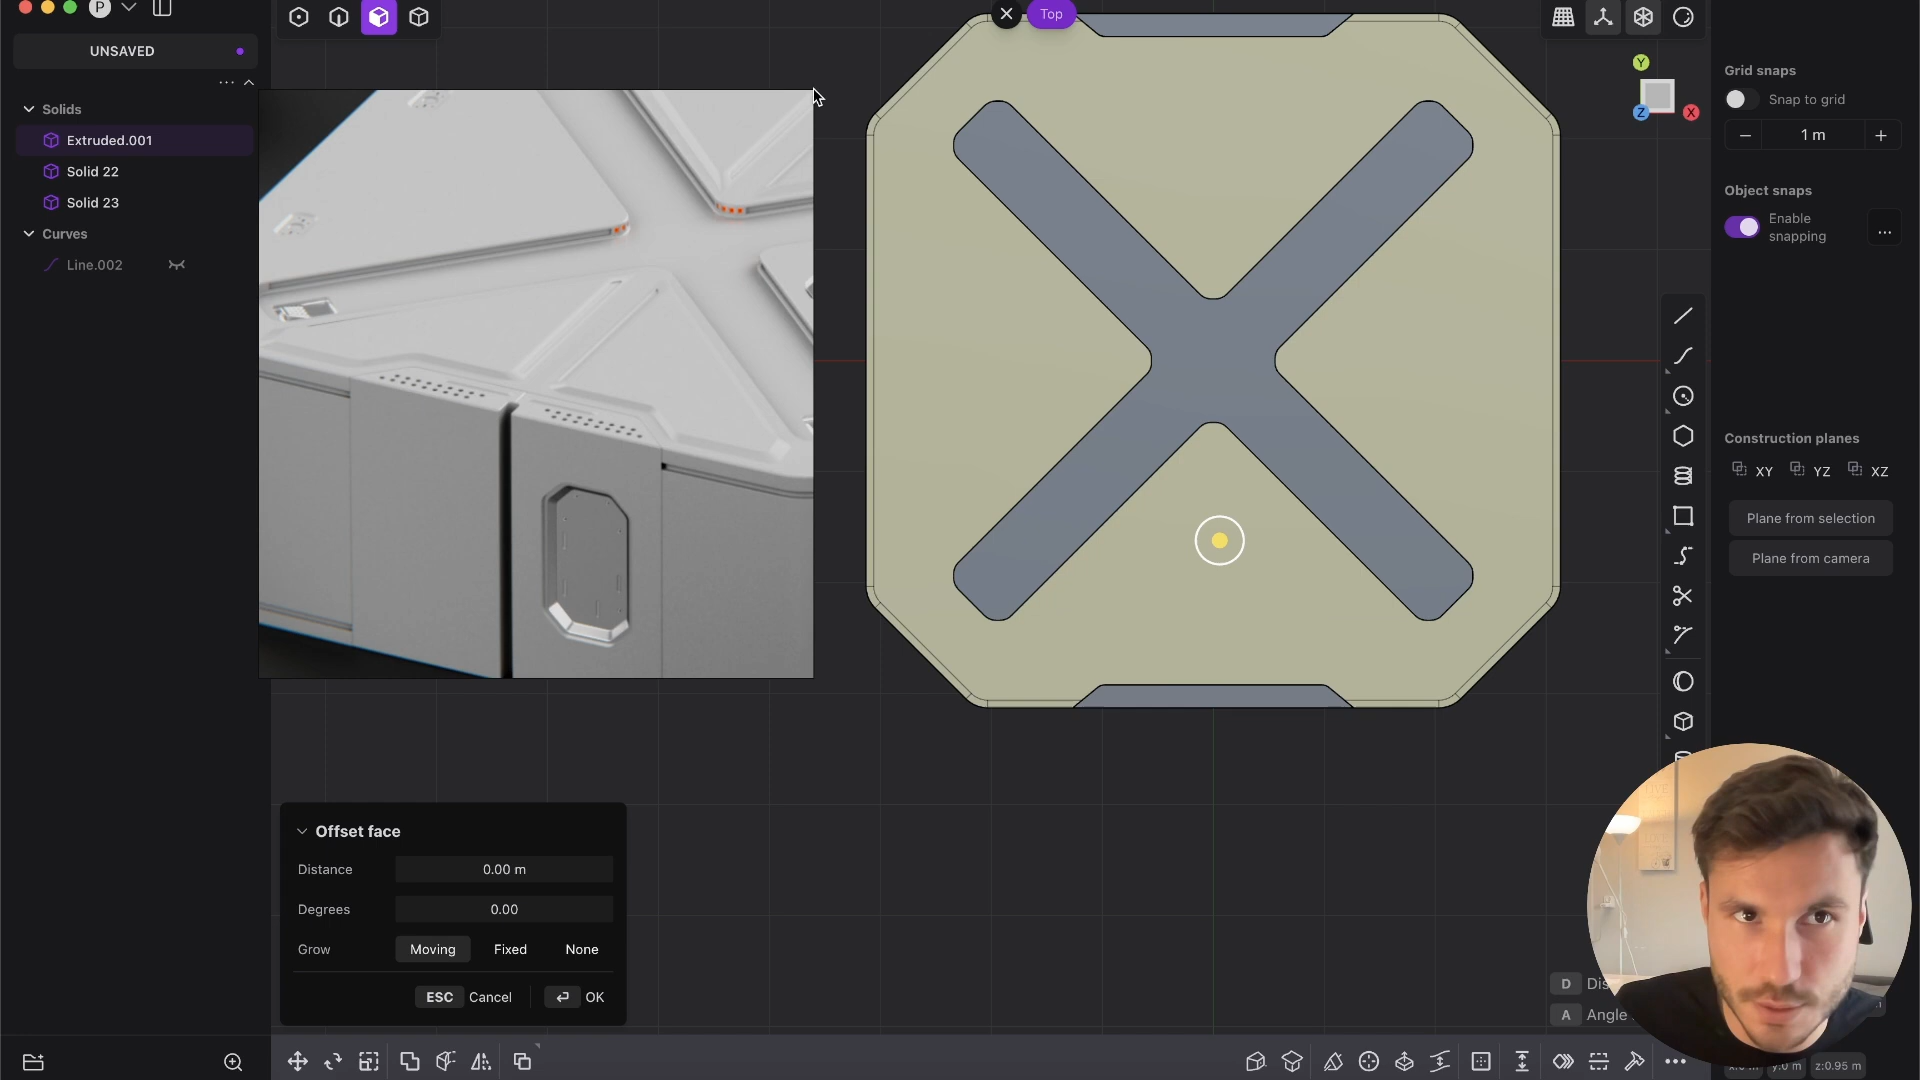 P
UNSAVED
Solids
Extruded.001
Solid 22
Solid 23
Curves
Line.002
Top
Y
Z
X
Grid snaps
Snap to grid
1 m
Object snaps
Enable
snapping
...
Construction planes
XY
YZ
XZ
Plane from selection
Plane from camera
Offset face
Distance
0.00 m
Degrees
0.00
Grow
Moving
Fixed
None
ESC
Cancel
OK
D
A
Angle
y:0 m
z:0.95 m